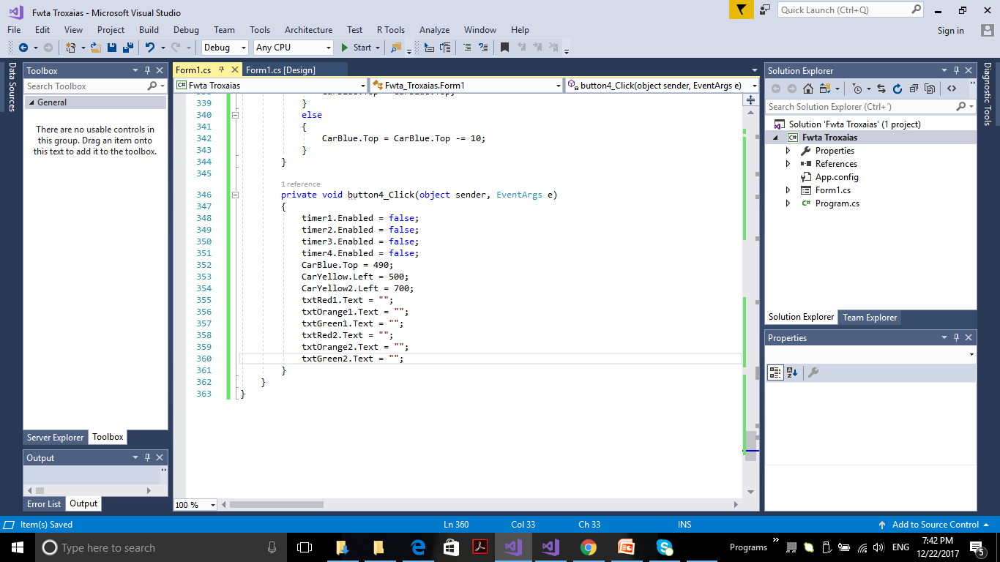 Fwta Troxaias - Microsoft Visual Studio
Quick Launch (Ctrl+Q)
File Edit View Project Build Debug Team Tools Architecture Test R Tools Analyze Window Help
Sign in
Debug Any CPU Start
Data Sources
Toolbox
Search Toolbox
General
There are no usable controls in
this group. Drag an item onto
this text to add it to the toolbox.
Server Explorer Toolbox
Output
Error List Output
Form1.cs Form1.cs [Design]
Fwta Troxaias Fwta_Troxaias.Form1 button4_Click(object sender, EventArgs e)
339 }
340 else
341 {
342 CarBlue.Top = CarBlue.Top -= 10;
343 }
344 }
345
1 reference
346 private void button4_Click(object sender, EventArgs e)
347 {
348 timer1.Enabled = false;
349 timer2.Enabled = false;
350 timer3.Enabled = false;
351 timer4.Enabled = false;
352 CarBlue.Top = 490;
353 CarYellow.Left = 500;
354 CarYellow2.Left = 700;
355 txtRed1.Text = "";
356 txtOrange1.Text = "";
357 txtGreen1.Text = "";
358 txtRed2.Text = "";
359 txtOrange2.Text = "";
360 txtGreen2.Text = "";
361 }
362 }
363 }
100 %
Solution Explorer
Search Solution Explorer (Ctrl+¨)
Solution 'Fwta Troxaias' (1 project)
C# Fwta Troxaias
Properties
References
App.config
Form1.cs
C# Program.cs
Solution Explorer Team Explorer
Properties
Diagnostic Tools
Item(s) Saved Ln 360 Col 33 Ch 33 INS Add to Source Control
Type here to search
Programs ENG 7:42 PM
12/22/2017
5